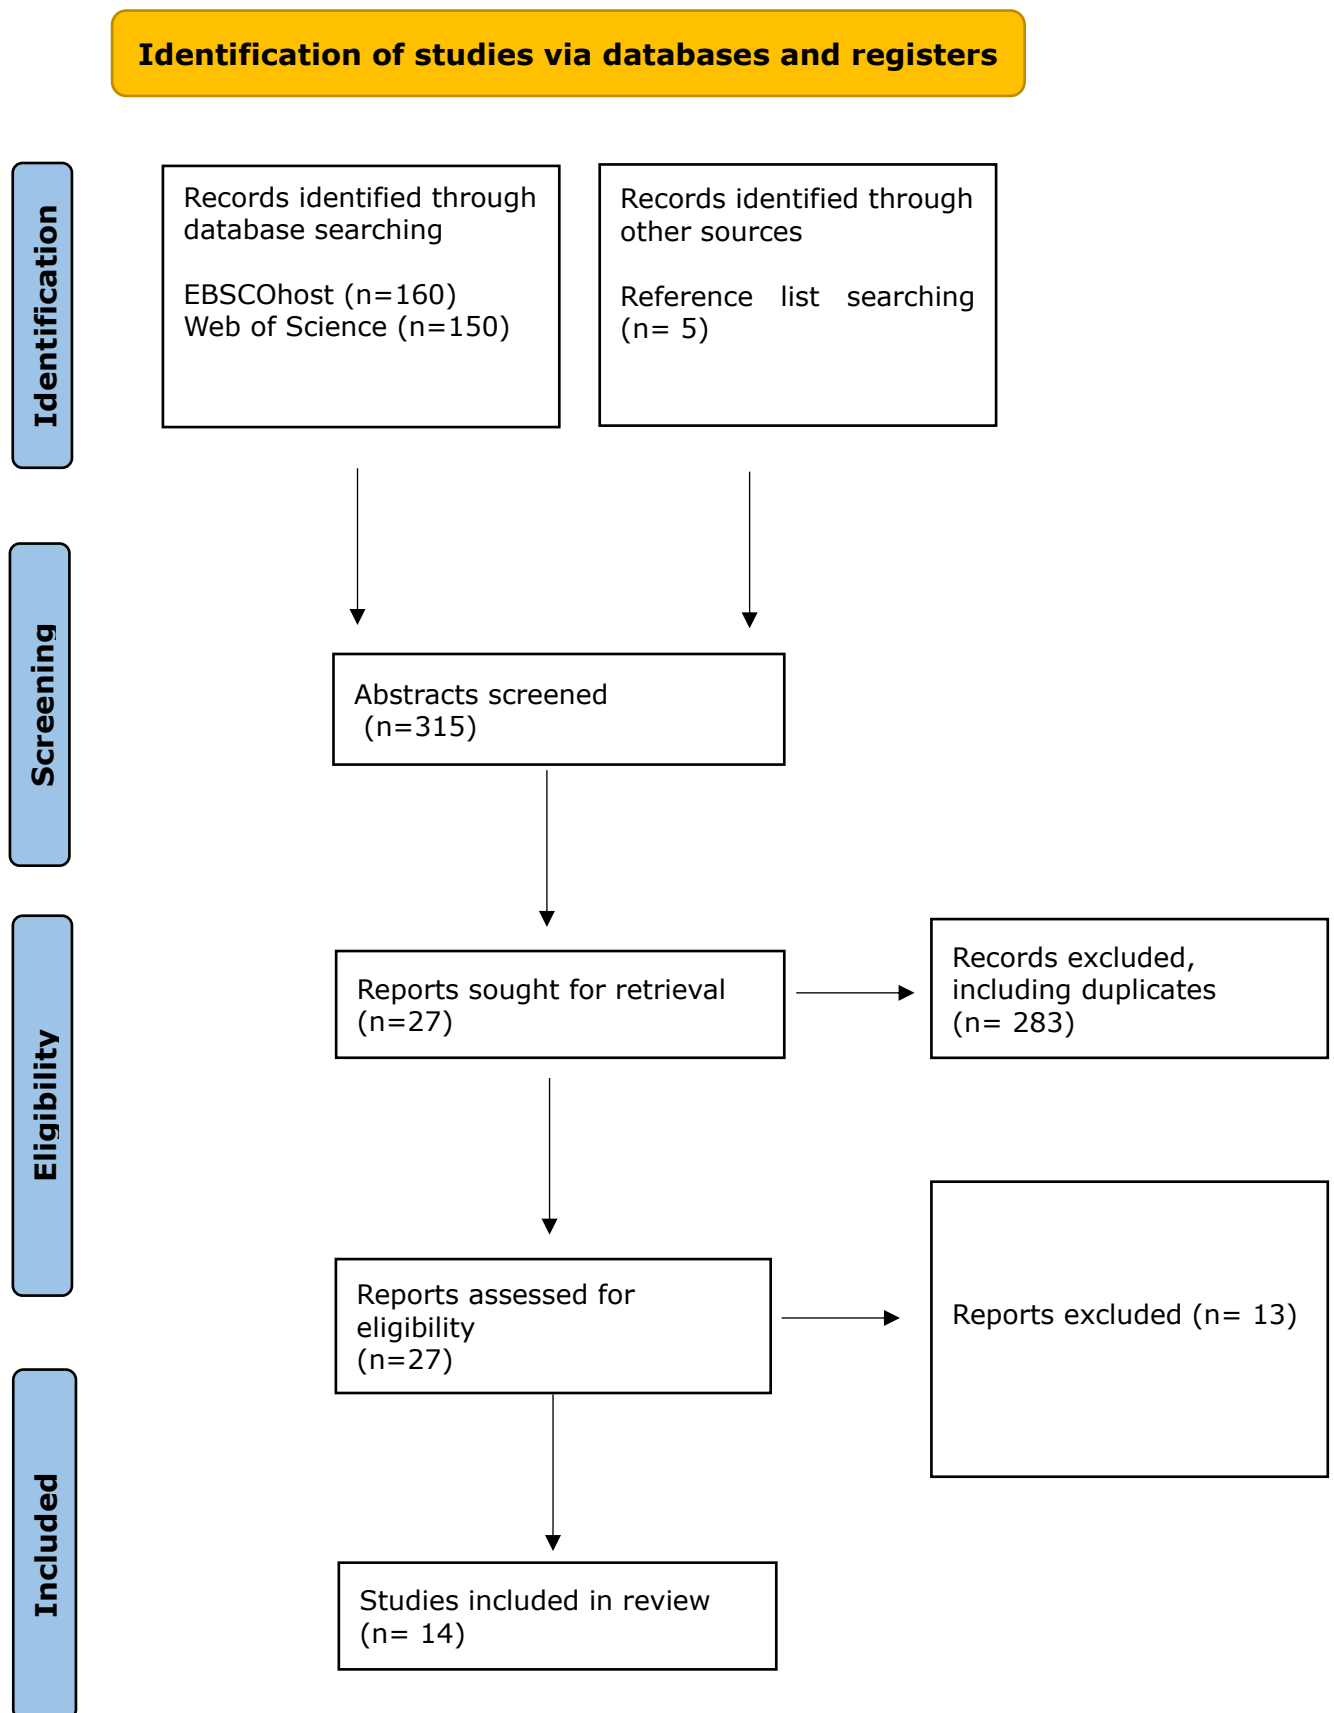 Identification of studies via databases and registers
Identification
Records identified through
database searching
EBSCOhost (n=160)
Web of Science (n=150)
Records identified through
other sources
Reference list searching
(n= 5)
Screening
Abstracts screened
(n=315)
Eligibility
Reports sought for retrieval
(n=27)
Records excluded,
including duplicates
(n= 283)
Reports assessed for
eligibility
(n=27)
Reports excluded (n= 13)
Included
Studies included in review
(n= 14)